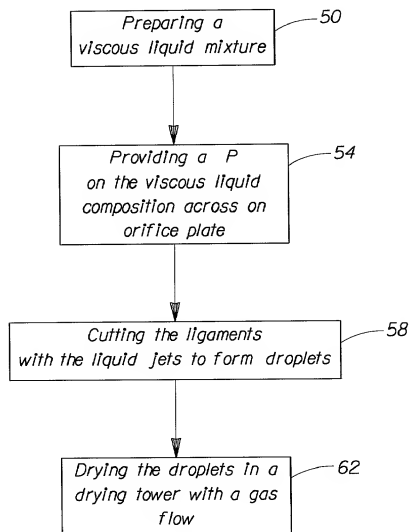 Preparing a
viscous liquid mixture
50
Providing a P
on the viscous liquid
composition across on
orifice plate
54
Cutting the ligaments
with the liquid jets to form droplets
58
Drying the droplets in a
drying tower with a gas
flow
62